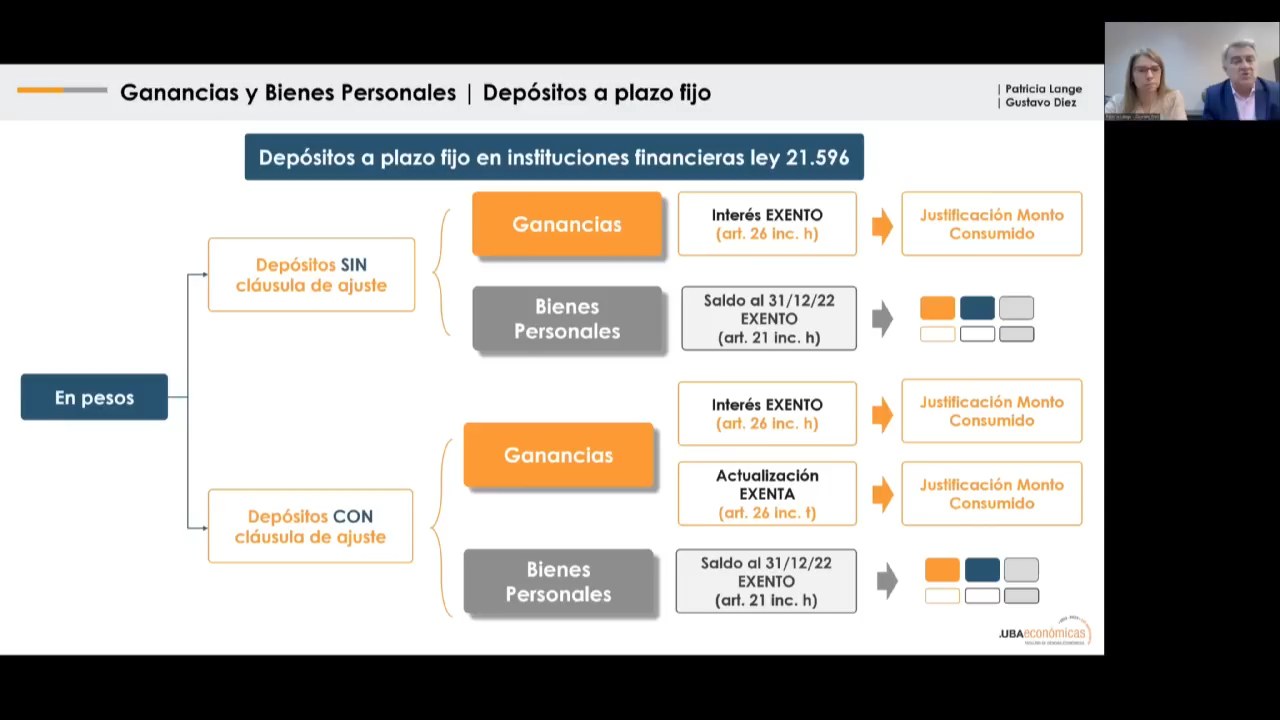 Ganancias y Bienes Personales | Depósitos a plazo fijo
| Patricia Lange
| Gustavo Diez
Depósitos a plazo fijo en instituciones financieras ley 21.596
En pesos
Depósitos SIN
cláusula de ajuste
Ganancias
Interés EXENTO
(art. 26 inc. h)
Justificación Monto
Consumido
Bienes
Personales
Saldo al 31/12/22
EXENTO
(art. 21 inc. h)
Depósitos CON
cláusula de ajuste
Ganancias
Interés EXENTO
(art. 26 inc. h)
Justificación Monto
Consumido
Actualización
EXENTA
(art. 26 inc. t)
Justificación Monto
Consumido
Bienes
Personales
Saldo al 31/12/22
EXENTO
(art. 21 inc. h)
.UBAeconómicas